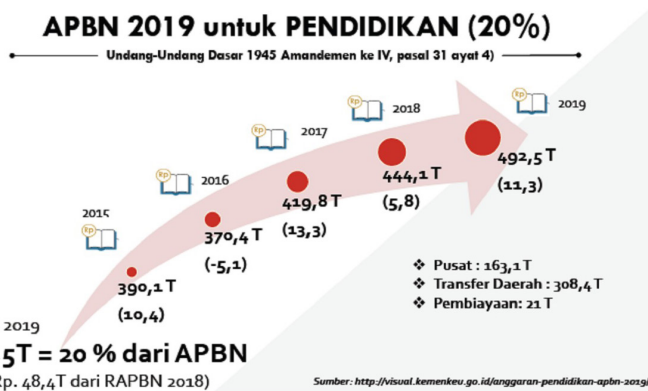 APBN 2019 untuk PENDIDIKAN (20%)
Undang-Undang Dasar 1945 Amandemen ke IV, pasal 31 ayat 4)
2015
390,1 T
(10,4)
2016
370,4 T
(-5,1)
2017
419,8 T
(13,3)
2018
444,1 T
(5,8)
2019
492,5 T
(11,3)
❖ Pusat : 163,1 T
❖ Transfer Daerah : 308,4 T
❖ Pembiayaan: 21 T
2019
5T = 20 % dari APBN
Rp. 48,4T dari RAPBN 2018)
Sumber: http://visual.kemenkeu.go.id/anggaran-pendidikan-apbn-2019/